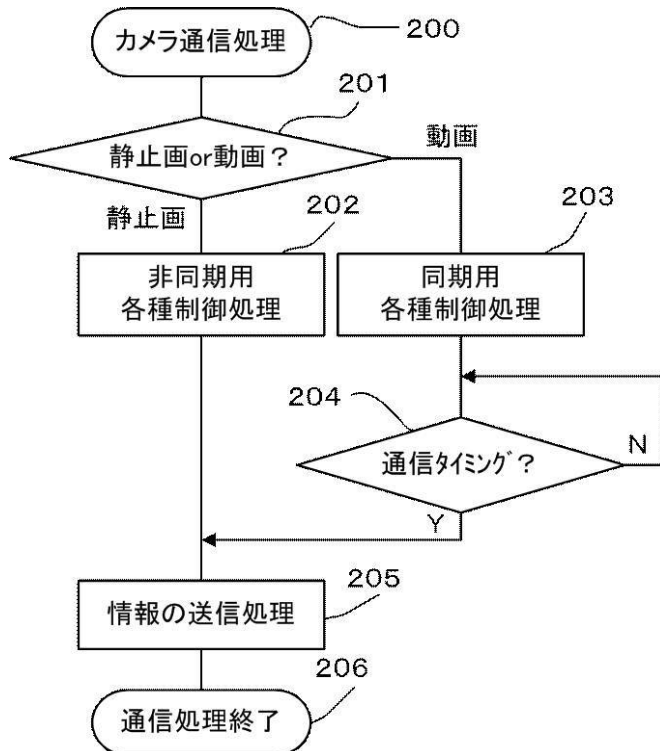 カメラ通信処理
200
201
静止画or動画？
動画
静止画
202
203
非同期用
各種制御処理
同期用
各種制御処理
204
通信ﾀｲﾐﾝｸﾞ？
N
Y
205
情報の送信処理
206
通信処理終了